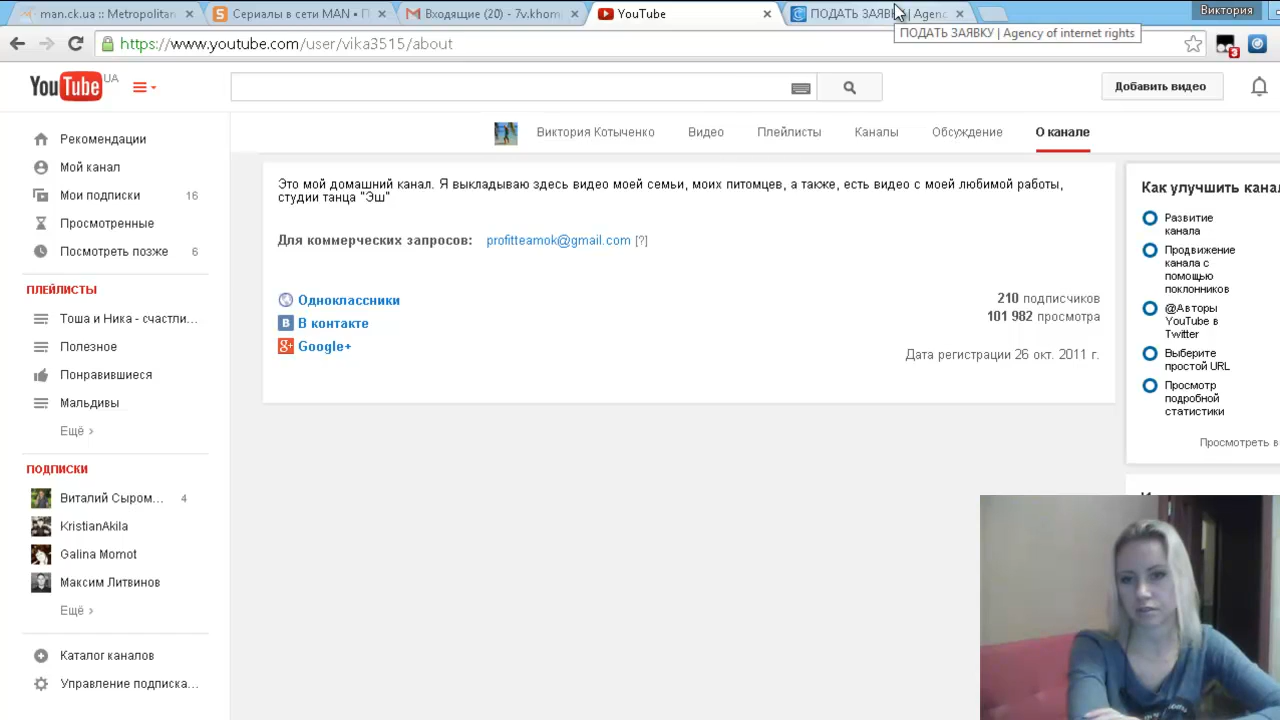 man.ck.ua :: Metropolitan
Сериалы в сети MAN • П
Входящие (20) - 7v.khorn
YouTube
ПОДАТЬ ЗАЯВКУ | Agenc
Виктория
https://www.youtube.com/user/vika3515/about
ПОДАТЬ ЗАЯВКУ | Agency of internet rights
3
YouTube UA
Добавить видео
Виктория Котыченко
Видео
Плейлисты
Каналы
Обсуждение
О канале
Рекомендации
Мой канал
Мои подписки 16
Просмотренные
Посмотреть позже 6
ПЛЕЙЛИСТЫ
Тоша и Ника - счастли...
Полезное
Понравившиеся
Мальдивы
Ещё ›
ПОДПИСКИ
Виталий Сыром... 4
KristianAkila
Galina Momot
Максим Литвинов
Ещё ›
Каталог каналов
Управление подписка...
Это мой домашний канал. Я выкладываю здесь видео моей семьи, моих питомцев, а также, есть видео с моей любимой работы,
студии танца "Эш"
Для коммерческих запросов: profitteamok@gmail.com [?]
Одноклассники
В контакте
Google+
210 подписчиков
101 982 просмотра
Дата регистрации 26 окт. 2011 г.
Как улучшить кана
Развитие
канала
Продвижение
канала с
помощью
поклонников
@Авторы
YouTube в
Twitter
Выберите
простой URL
Просмотр
подробной
статистики
Просмотреть в